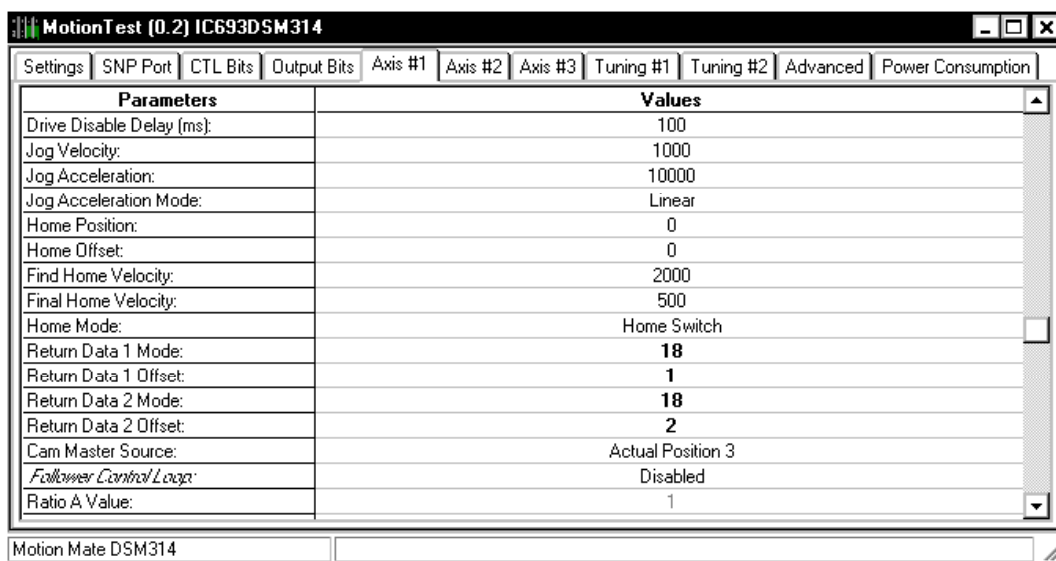 MotionTest (0.2) IC693DSM314
Settings SNP Port CTL Bits Output Bits Axis #1 Axis #2 Axis #3 Tuning #1 Tuning #2 Advanced Power Consumption
Parameters Values
Drive Disable Delay (ms): 100
Jog Velocity: 1000
Jog Acceleration: 10000
Jog Acceleration Mode: Linear
Home Position: 0
Home Offset: 0
Find Home Velocity: 2000
Final Home Velocity: 500
Home Mode: Home Switch
Return Data 1 Mode: 18
Return Data 1 Offset: 1
Return Data 2 Mode: 18
Return Data 2 Offset: 2
Cam Master Source: Actual Position 3
Follower Control Loop: Disabled
Ratio A Value: 1
Motion Mate DSM314